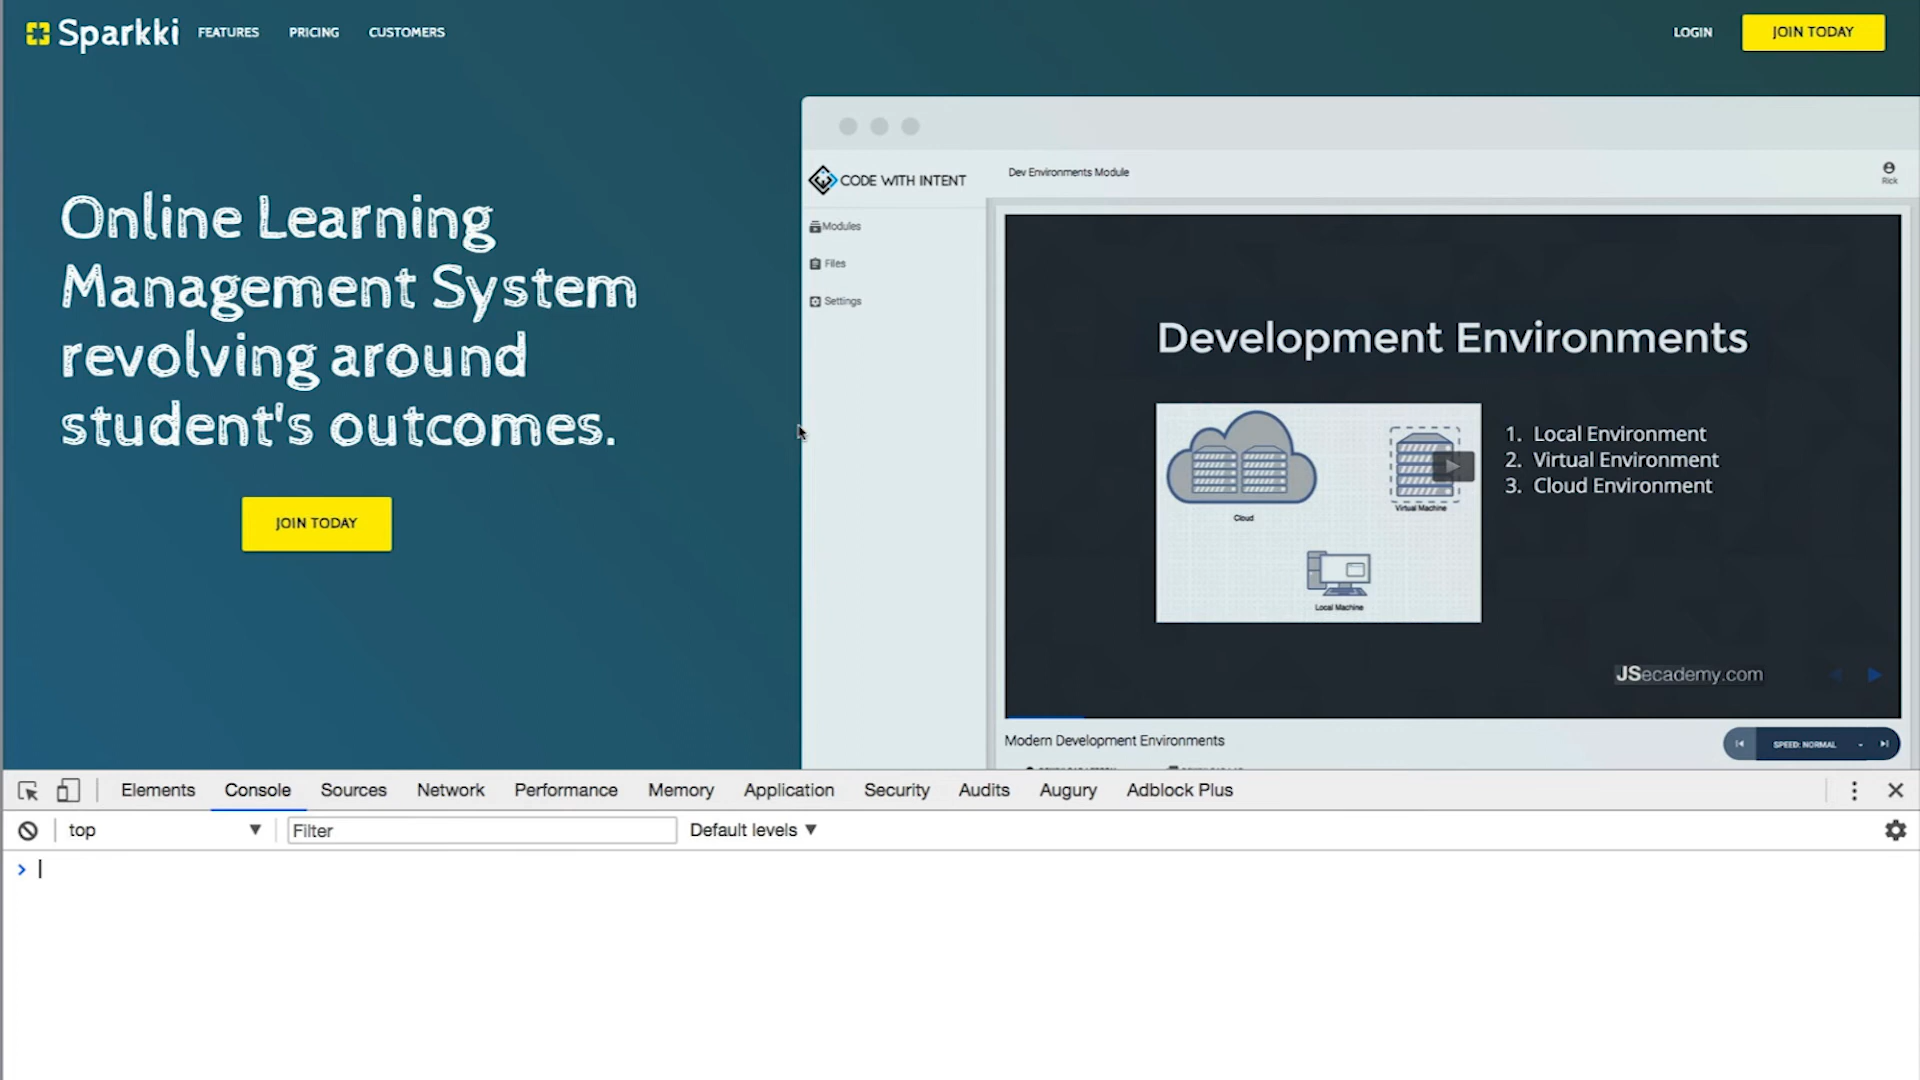 Sparkki FEATURES PRICING CUSTOMERS LOGIN JOIN TODAY
Online Learning
Management System
revolving around
student's outcomes.
JOIN TODAY
CODE WITH INTENT
Dev Environments Module
Rick
Modules
Files
Settings
Development Environments
Cloud
Virtual Machine
Local Machine
1. Local Environment
2. Virtual Environment
3. Cloud Environment
JSecademy.com
Modern Development Environments
SPEED: NORMAL
Elements Console Sources Network Performance Memory Application Security Audits Augury Adblock Plus
top Filter Default levels